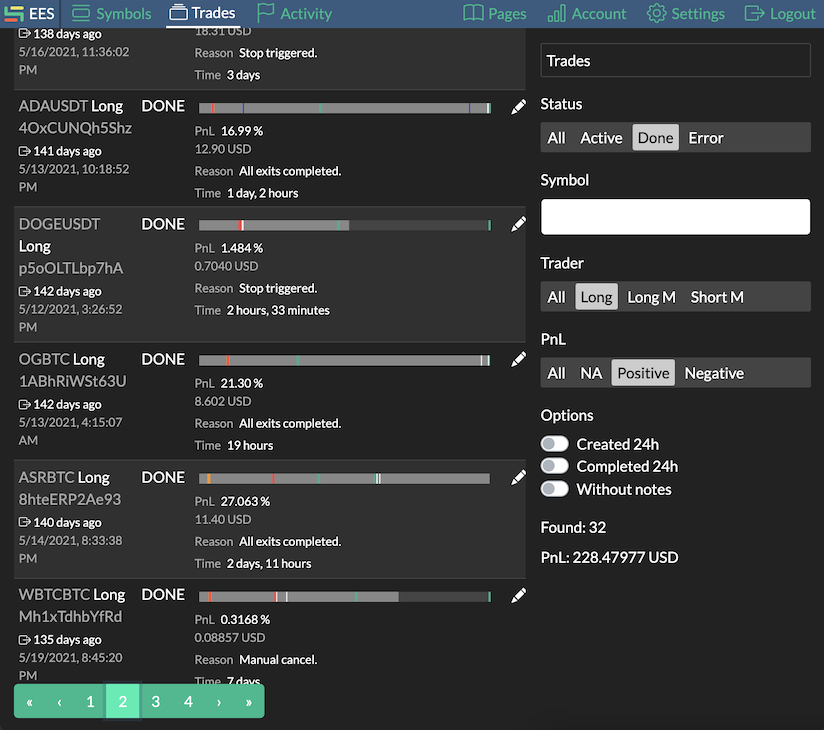 EES Symbols Trades Activity Pages Account Settings Logout
138 days ago
5/16/2021, 11:36:02
PM
18.31 USD
Reason Stop triggered.
Time 3 days
ADAUSDT Long
4OxCUNQh5Shz
141 days ago
5/13/2021, 10:18:52
PM
DONE
PnL 16.99 %
12.90 USD
Reason All exits completed.
Time 1 day, 2 hours
DOGEUSDT
Long
p5oOLTLbp7hA
142 days ago
5/12/2021, 3:26:52
PM
DONE
PnL 1.484 %
0.7040 USD
Reason Stop triggered.
Time 2 hours, 33 minutes
OGBTC Long
1ABhRiWSt63U
142 days ago
5/13/2021, 4:15:07
AM
DONE
PnL 21.30 %
8.602 USD
Reason All exits completed.
Time 19 hours
ASRBTC Long
8hteERP2Ae93
140 days ago
5/14/2021, 8:33:38
PM
DONE
PnL 27.063 %
11.40 USD
Reason All exits completed.
Time 2 days, 11 hours
WBTCBTC Long
Mh1xTdhbYfRd
135 days ago
5/19/2021, 8:45:20
PM
DONE
PnL 0.3168 %
0.08857 USD
Reason Manual cancel.
Time 7 days
« ‹ 1 2 3 4 › »
Trades
Status
All Active Done Error
Symbol
Trader
All Long Long M Short M
PnL
All NA Positive Negative
Options
Created 24h
Completed 24h
Without notes
Found: 32
PnL: 228.47977 USD